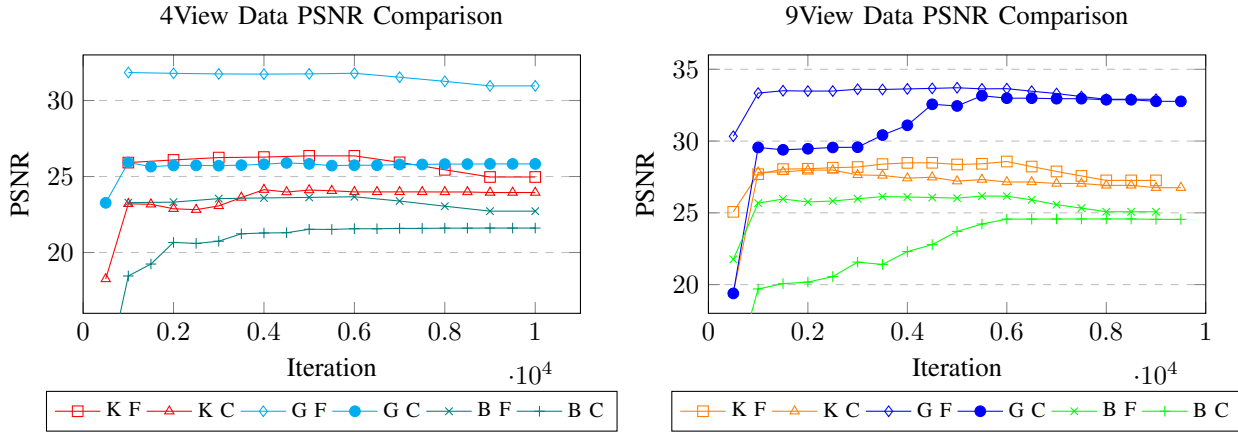 4View Data PSNR Comparison
30
25
20
PSNR
0 0.2 0.4 0.6 0.8 1
Iteration
·10^4
K F K C G F G C B F B C
9View Data PSNR Comparison
35
30
25
20
PSNR
0 0.2 0.4 0.6 0.8 1
Iteration
·10^4
K F K C G F G C B F B C